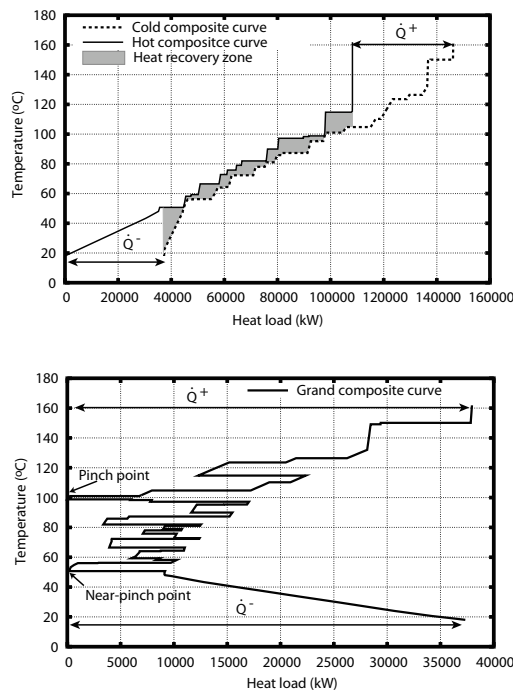 180
160
140
120
100
80
60
40
20
0
Temperature (ºC)
Cold composite curve
Hot compositce curve
Heat recovery zone
Q̇⁺
Q̇⁻
0 20000 40000 60000 80000 100000 120000 140000 160000
Heat load (kW)
180
160
140
120
100
80
60
40
20
0
Temperature (ºC)
Grand composite curve
Q̇⁺
Pinch point
Near-pinch point
Q̇⁻
0 5000 10000 15000 20000 25000 30000 35000 40000
Heat load (kW)